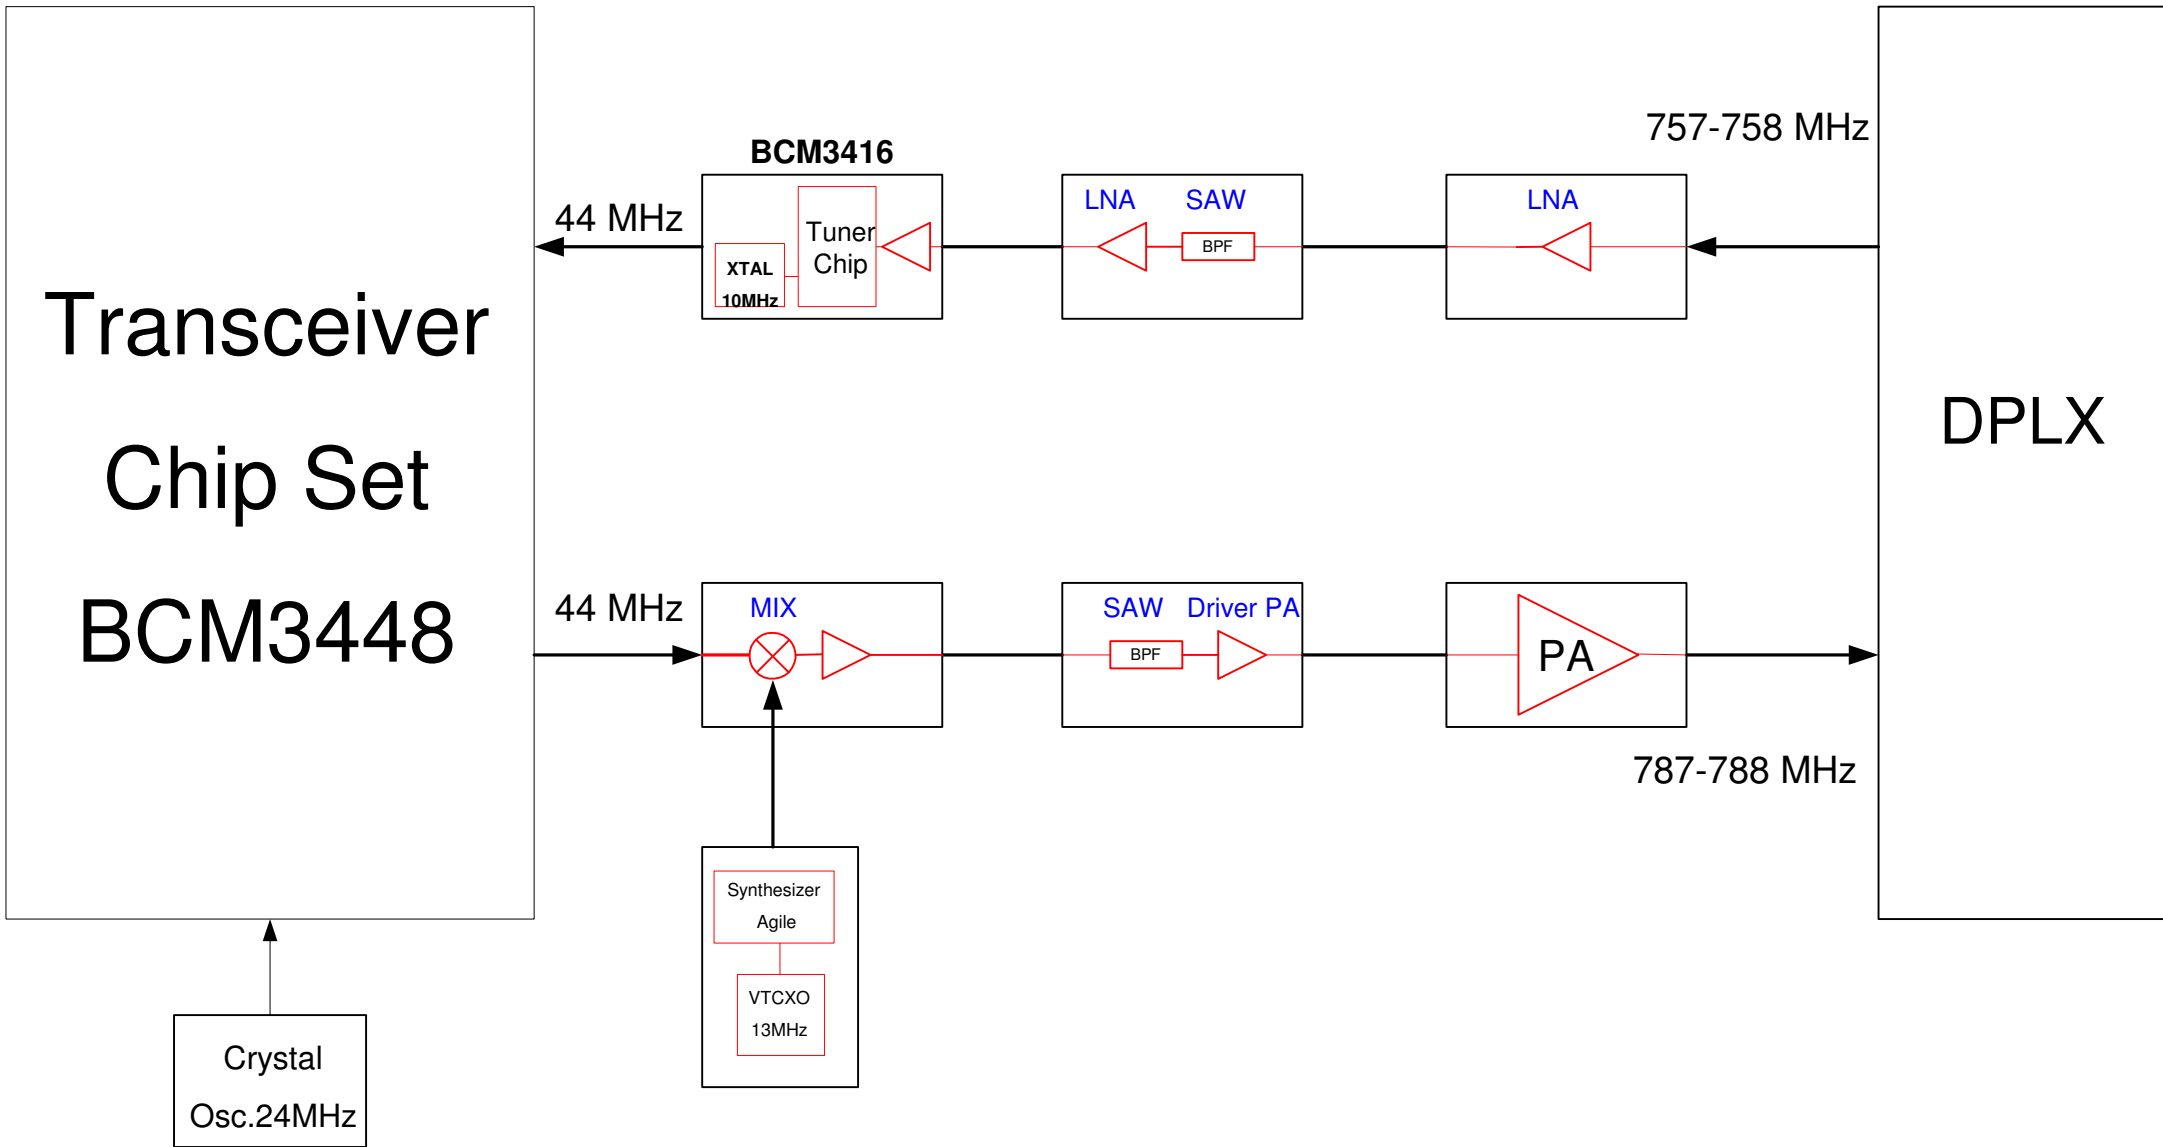 757-758 MHz
BCM3416
LNA SAW
LNA
44 MHz
Tuner
Chip
BPF
XTAL
10MHz
Transceiver
Chip Set
BCM3448
DPLX
44 MHz
MIX
SAW Driver PA
BPF
PA
787-788 MHz
Synthesizer
Agile
VTCXO
13MHz
Crystal
Osc.24MHz